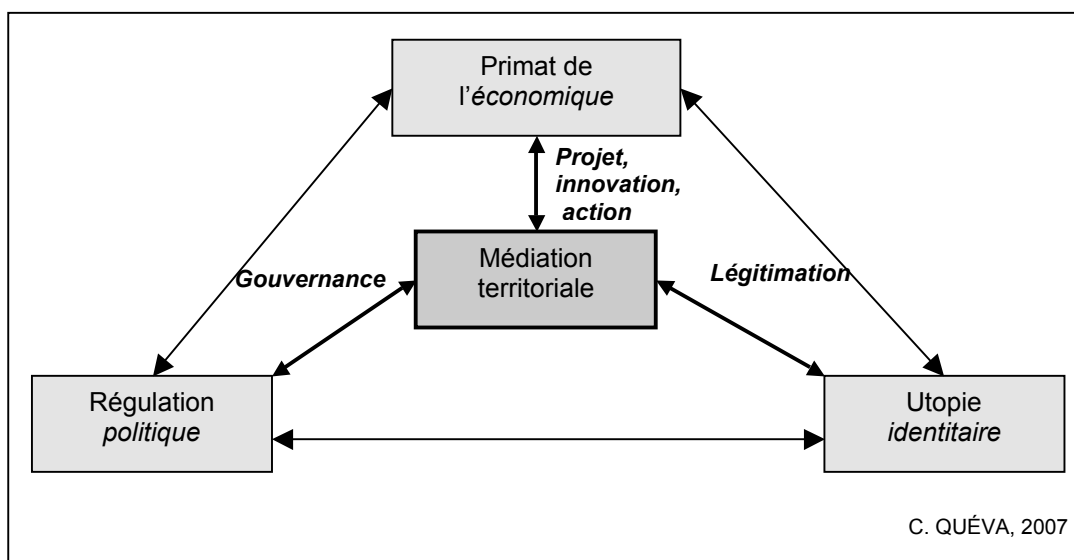 Primat de
l'économique
Projet,
innovation,
action
Médiation
territoriale
Gouvernance
Légitimation
Régulation
politique
Utopie
identitaire
C. QUÉVA, 2007